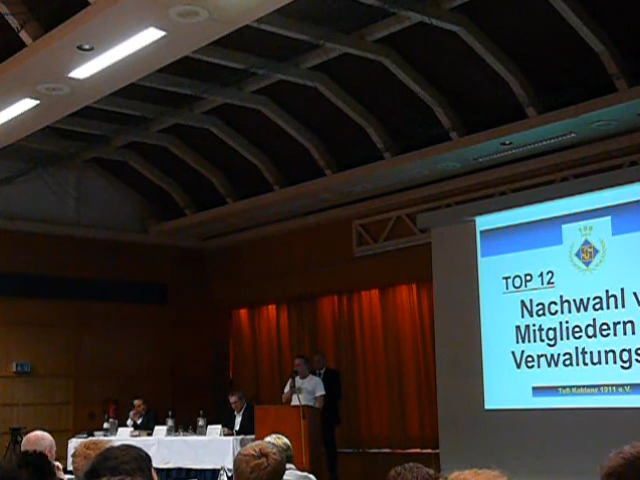 TOP 12
Nachwahl v
Mitgliedern
Verwaltungs
TuS Koblenz 1911 e.V.